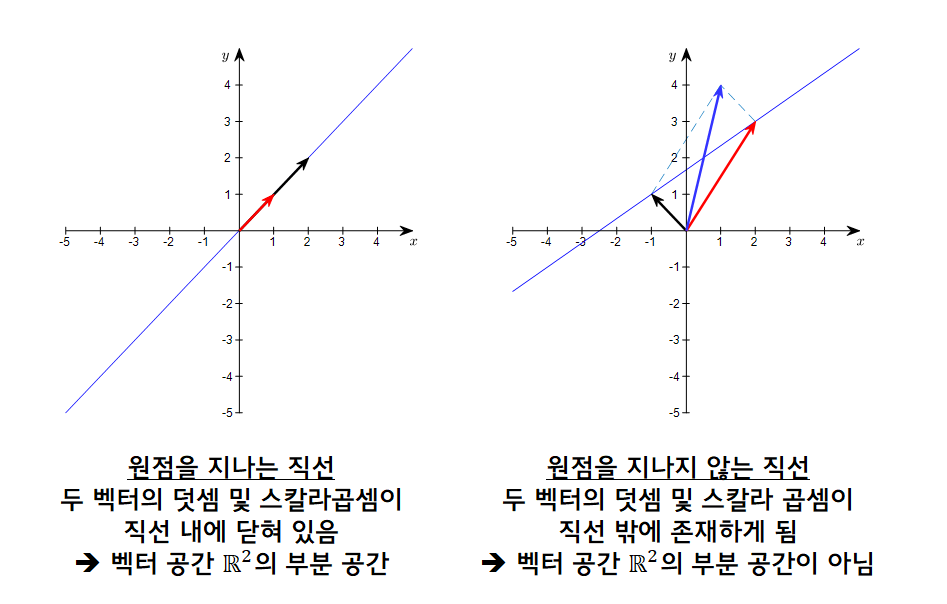 y
4
3
2
1
-5 -4 -3 -2 -1 1 2 3 4 x
-1
-2
-3
-4
-5
원점을 지나는 직선
두 벡터의 덧셈 및 스칼라곱셈이
직선 내에 닫혀 있음
➔ 벡터 공간 ℝ²의 부분 공간
y
4
3
2
1
-5 -4 -3 -2 -1 1 2 3 4 x
-1
-2
-3
-4
-5
원점을 지나지 않는 직선
두 벡터의 덧셈 및 스칼라 곱셈이
직선 밖에 존재하게 됨
➔ 벡터 공간 ℝ²의 부분 공간이 아님